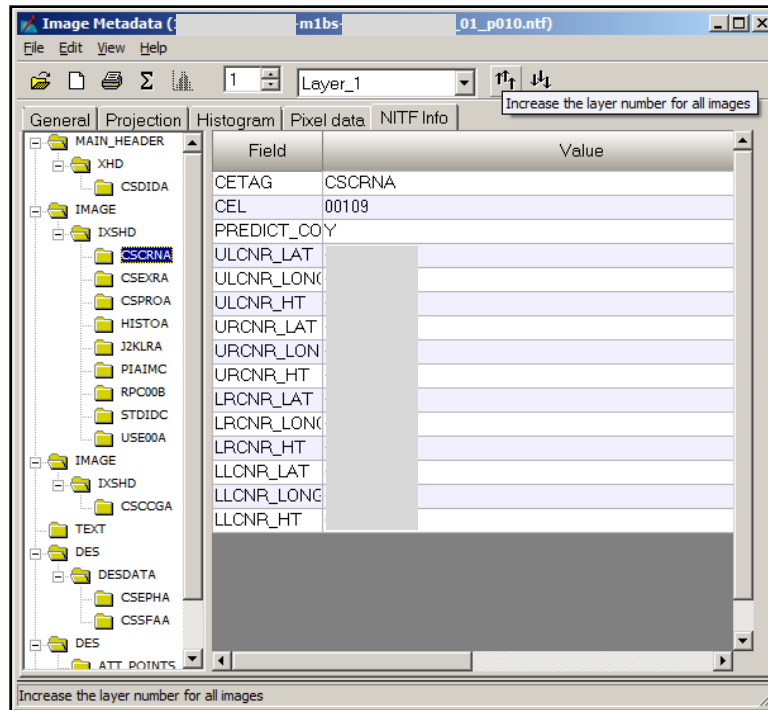 Image Metadata (: -m1bs- _01_p010.ntf)
File Edit View Help
Σ 1 Layer_1
Increase the layer number for all images
General Projection Histogram Pixel data NITF Info
MAIN_HEADER
XHD
CSDIDA
IMAGE
IXSHD
CSCRNA
CSEXRA
CSPROA
HISTOA
J2KLRA
PIAIMC
RPC00B
STDIDC
USE00A
IMAGE
IXSHD
CSCCGA
TEXT
DES
DESDATA
CSEPHA
CSSFAA
DES
ATT_POINTS
Field Value
CETAG CSCRNA
CEL 00109
PREDICT_CO Y
ULCNR_LAT
ULCNR_LONG
ULCNR_HT
URCNR_LAT
URCNR_LON
URCNR_HT
LRCNR_LAT
LRCNR_LONG
LRCNR_HT
LLCNR_LAT
LLCNR_LONG
LLCNR_HT
Increase the layer number for all images